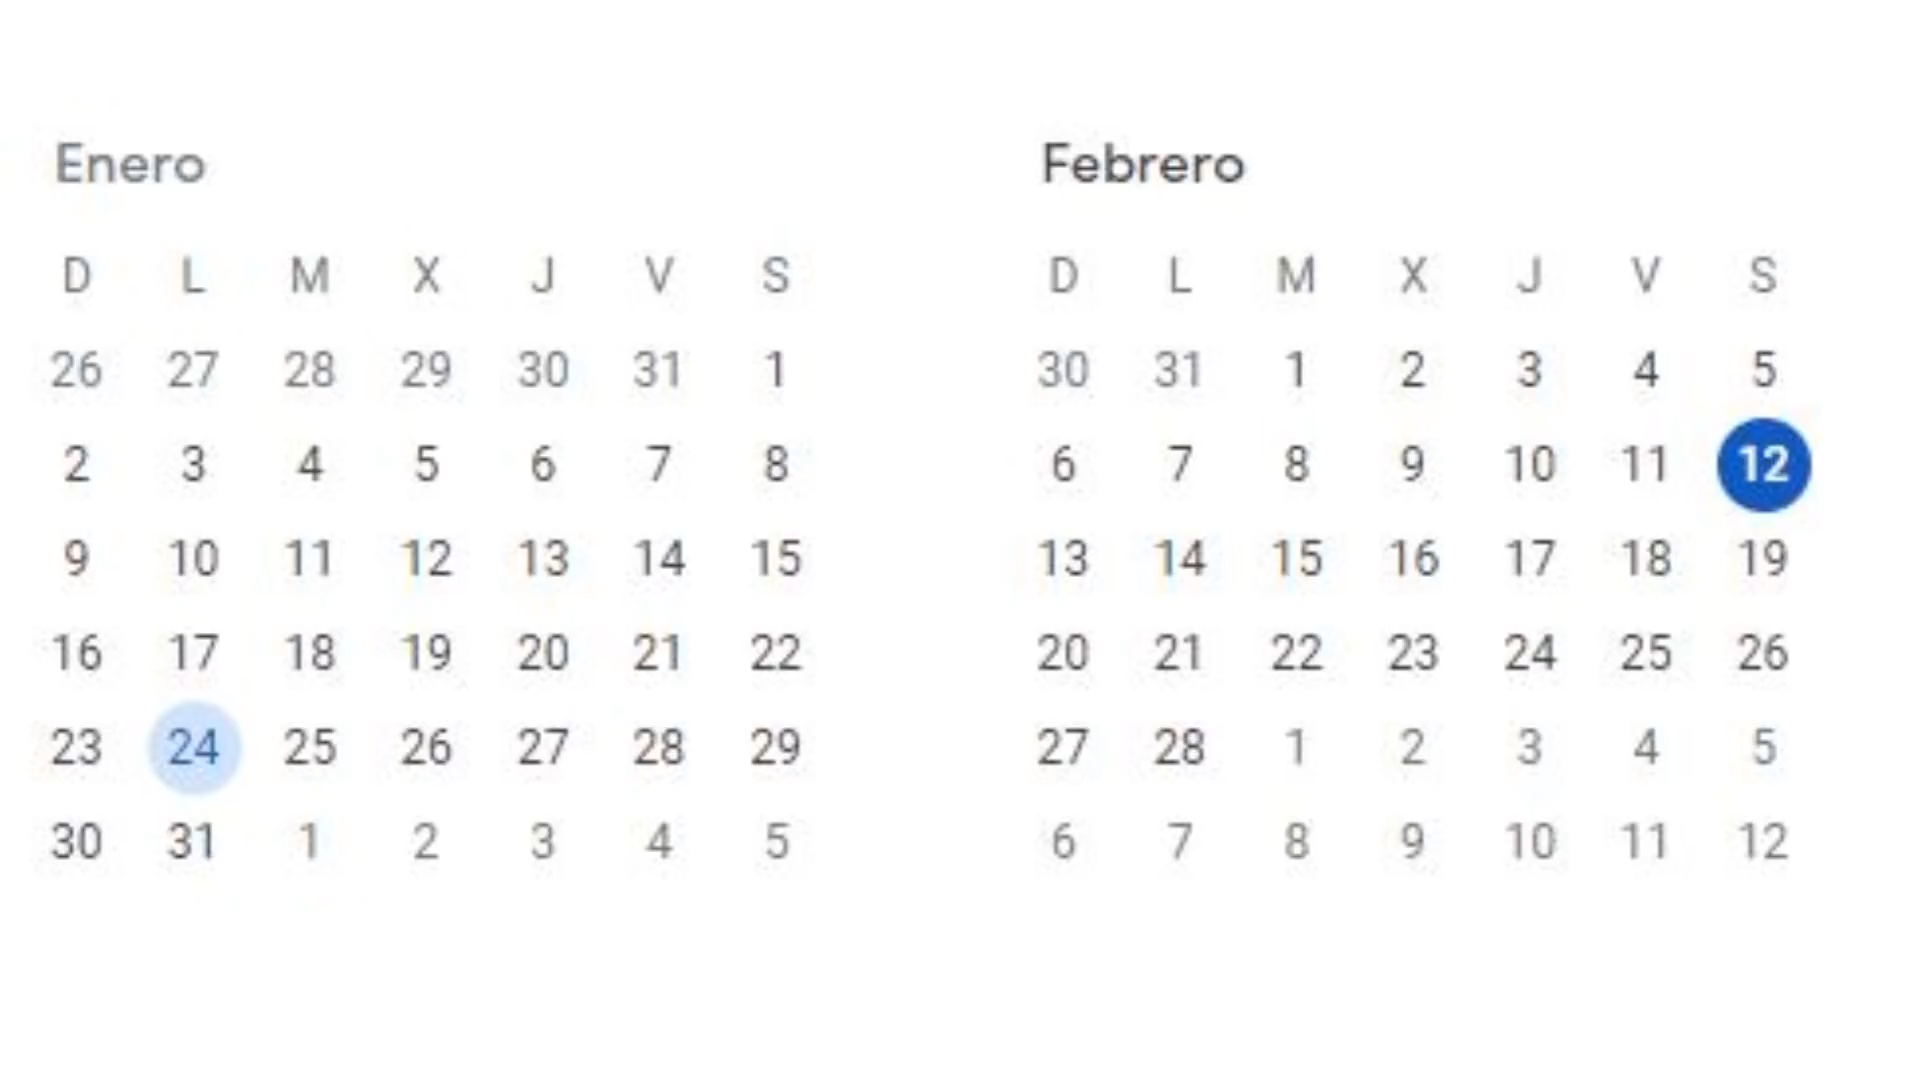 Enero
D L M X J V S
26 27 28 29 30 31 1
2 3 4 5 6 7 8
9 10 11 12 13 14 15
16 17 18 19 20 21 22
23 24 25 26 27 28 29
30 31 1 2 3 4 5
Febrero
D L M X J V S
30 31 1 2 3 4 5
6 7 8 9 10 11 12
13 14 15 16 17 18 19
20 21 22 23 24 25 26
27 28 1 2 3 4 5
6 7 8 9 10 11 12